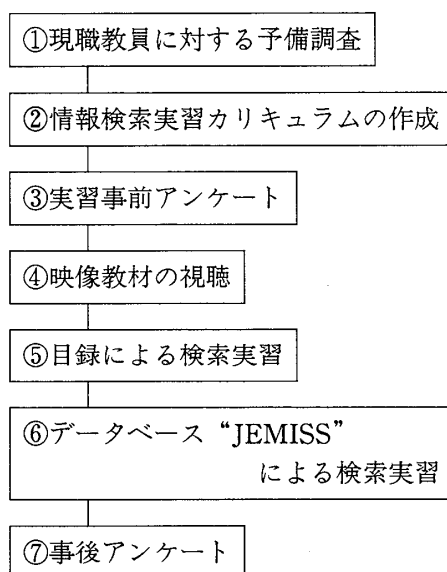 ①現職教員に対する予備調査
②情報検索実習カリキュラムの作成
③実習事前アンケート
④映像教材の視聴
⑤目録による検索実習
⑥データベース“JEMISS”
による検索実習
⑦事後アンケート